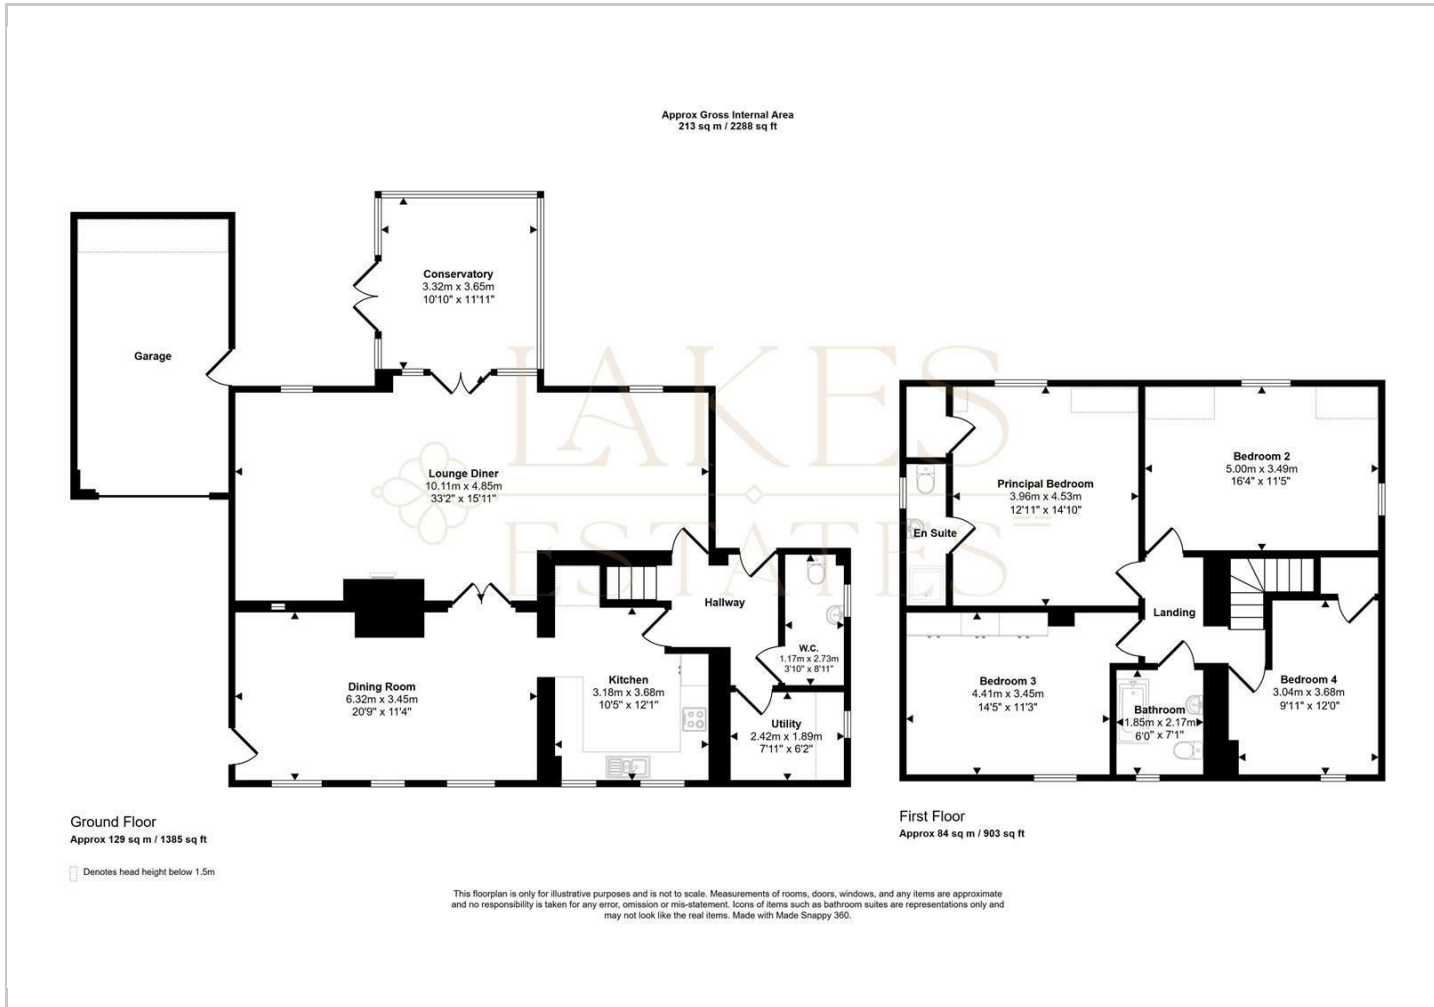 Approx Gross Internal Area
213 sq m / 2288 sq ft
Conservatory
3.32m x 3.65m
10'10" x 11'11"
Garage
LAKES
ESTATES
Lounge Diner
10.11m x 4.85m
33'2" x 15'11"
Hallway
W.C.
1.17m x 2.73m
3'10" x 8'11"
Dining Room
6.32m x 3.45m
20'9" x 11'4"
Kitchen
3.18m x 3.68m
10'5" x 12'1"
Utility
2.42m x 1.89m
7'11" x 6'2"
Ground Floor
Approx 129 sq m / 1385 sq ft
Denotes head height below 1.5m
Bedroom 2
5.00m x 3.49m
16'4" x 11'5"
Principal Bedroom
3.96m x 4.53m
12'11" x 14'10"
En Suite
Landing
Bedroom 3
4.41m x 3.45m
14'5" x 11'3"
Bathroom
1.85m x 2.17m
6'0" x 7'1"
Bedroom 4
3.04m x 3.68m
9'11" x 12'0"
First Floor
Approx 84 sq m / 903 sq ft
This floorplan is only for illustrative purposes and is not to scale. Measurements of rooms, doors, windows, and any items are approximate
and no responsibility is taken for any error, omission or mis-statement. Icons of items such as bathroom suites are representations only and
may not look like the real items. Made with Made Snappy 360.